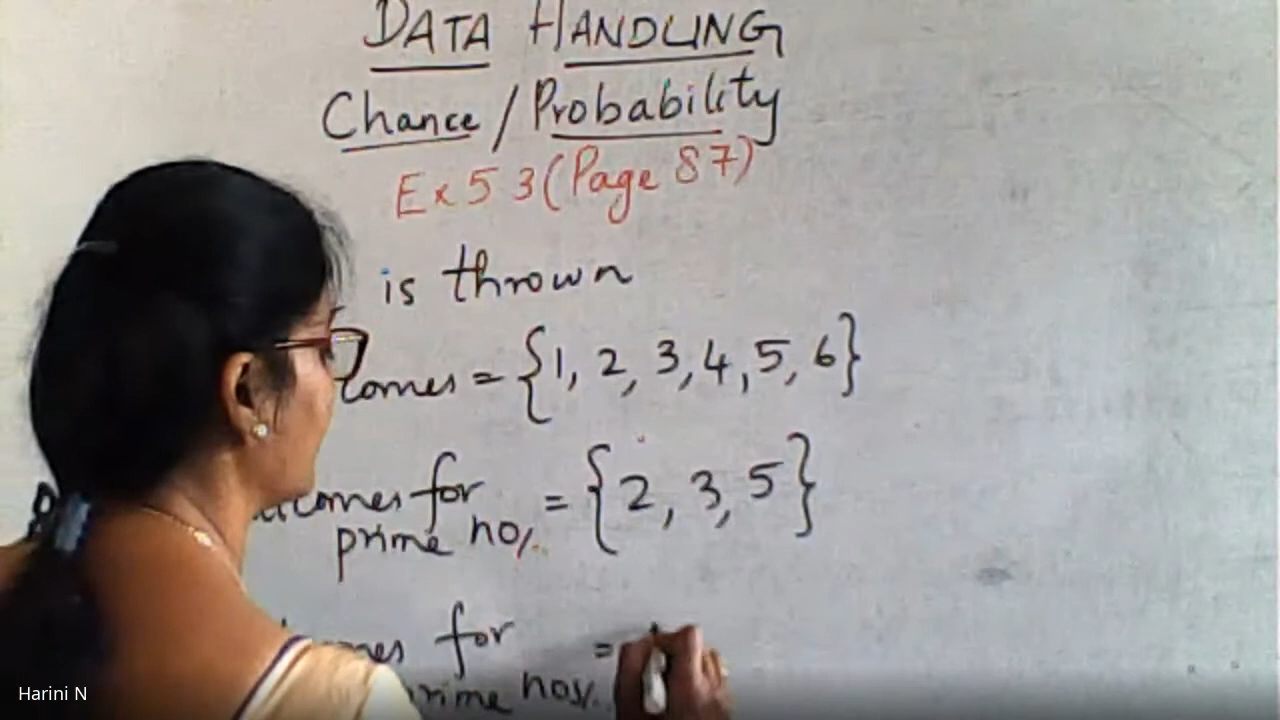 DATA HANDLING
Chance / Probability
Ex 5 3 (Page 87)
is thrown
= {1, 2, 3, 4, 5, 6}
for = {2, 3, 5}
prime no/.
for =
nos/.
Harini N